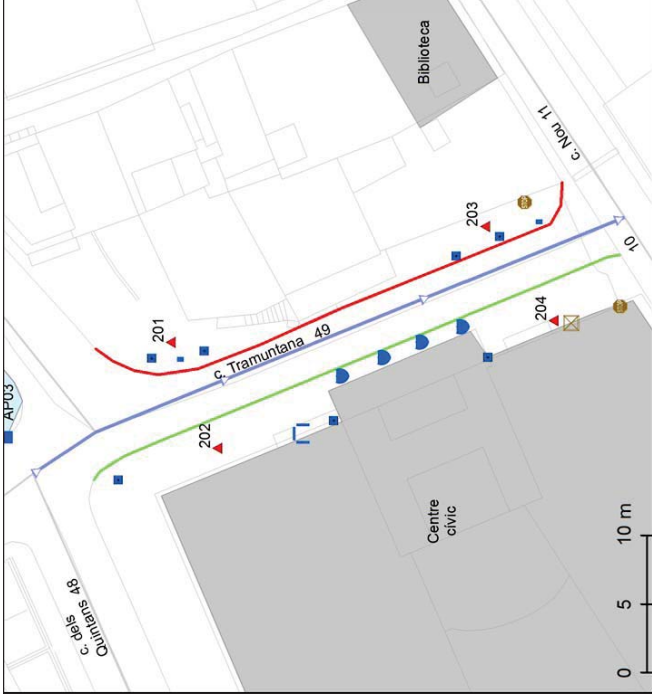 AP03
Biblioteca
c. Nou 11
203
201
10
c. Tramuntana 49
204
202
Centre
cívic
c. dels
Quintans 48
0 5 10 m